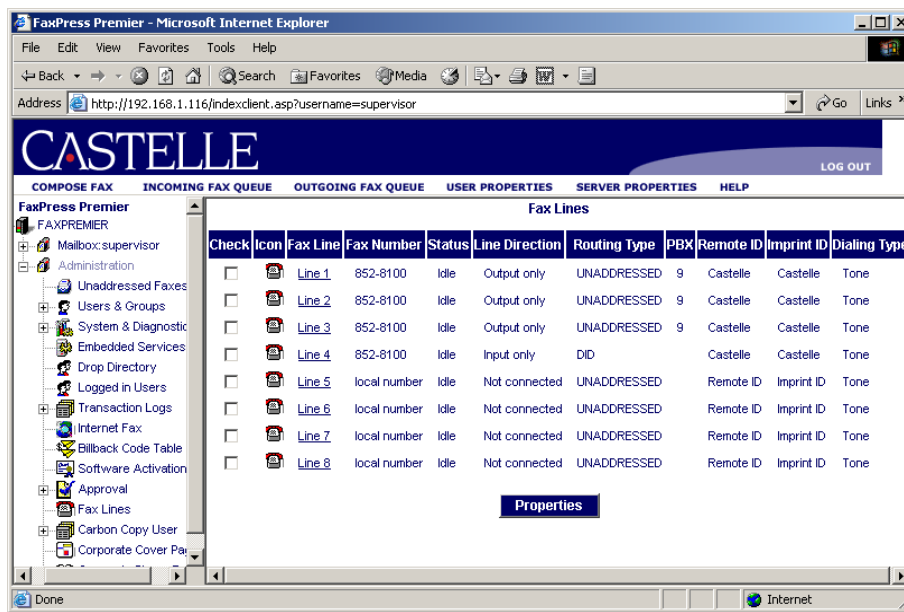 FaxPress Premier - Microsoft Internet Explorer
File Edit View Favorites Tools Help
Back Search Favorites Media
Address http://192.168.1.116/indexclient.asp?username=supervisor Go Links »
CASTELLE
LOG OUT
COMPOSE FAX INCOMING FAX QUEUE OUTGOING FAX QUEUE USER PROPERTIES SERVER PROPERTIES HELP
FaxPress Premier
FAXPREMIER
Mailbox:supervisor
Administration
Unaddressed Faxes
Users & Groups
System & Diagnostic
Embedded Services
Drop Directory
Logged in Users
Transaction Logs
Internet Fax
Billback Code Table
Software Activation
Approval
Fax Lines
Carbon Copy User
Corporate Cover Pa
Fax Lines
Check Icon Fax Line Fax Number Status Line Direction Routing Type PBX Remote ID Imprint ID Dialing Type
Line 1 852-8100 Idle Output only UNADDRESSED 9 Castelle Castelle Tone
Line 2 852-8100 Idle Output only UNADDRESSED 9 Castelle Castelle Tone
Line 3 852-8100 Idle Output only UNADDRESSED 9 Castelle Castelle Tone
Line 4 852-8100 Idle Input only DID Castelle Castelle Tone
Line 5 local number Idle Not connected UNADDRESSED Remote ID Imprint ID Tone
Line 6 local number Idle Not connected UNADDRESSED Remote ID Imprint ID Tone
Line 7 local number Idle Not connected UNADDRESSED Remote ID Imprint ID Tone
Line 8 local number Idle Not connected UNADDRESSED Remote ID Imprint ID Tone
Properties
Done Internet